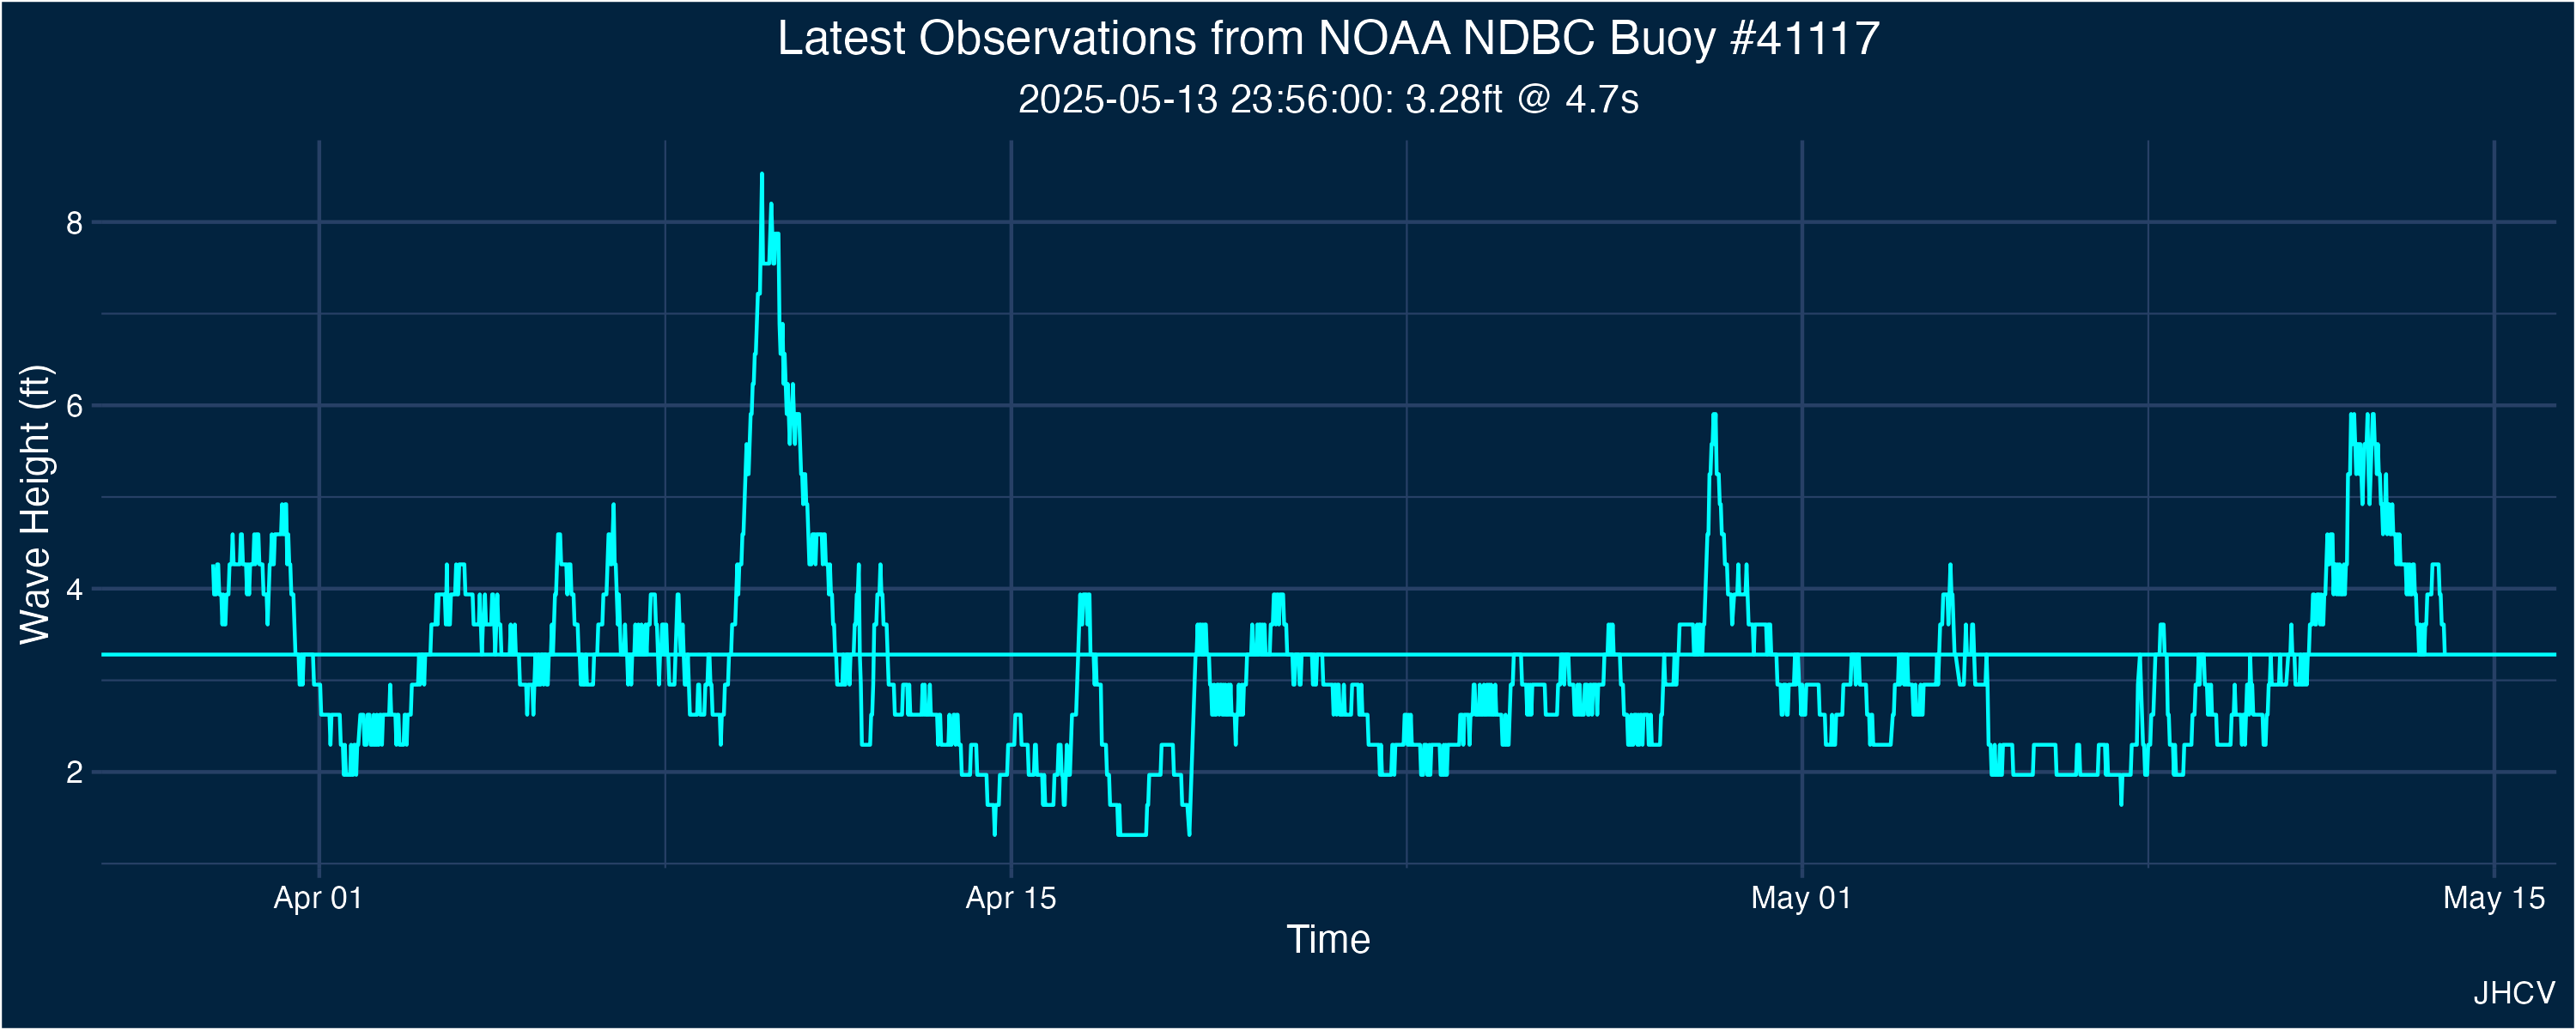 Latest Observations from NOAA NDBC Buoy #41117
2025-05-13 23:56:00: 3.28ft @ 4.7s
Wave Height (ft)
8
6
4
2
Apr 01
Apr 15
May 01
May 15
Time
JHCV